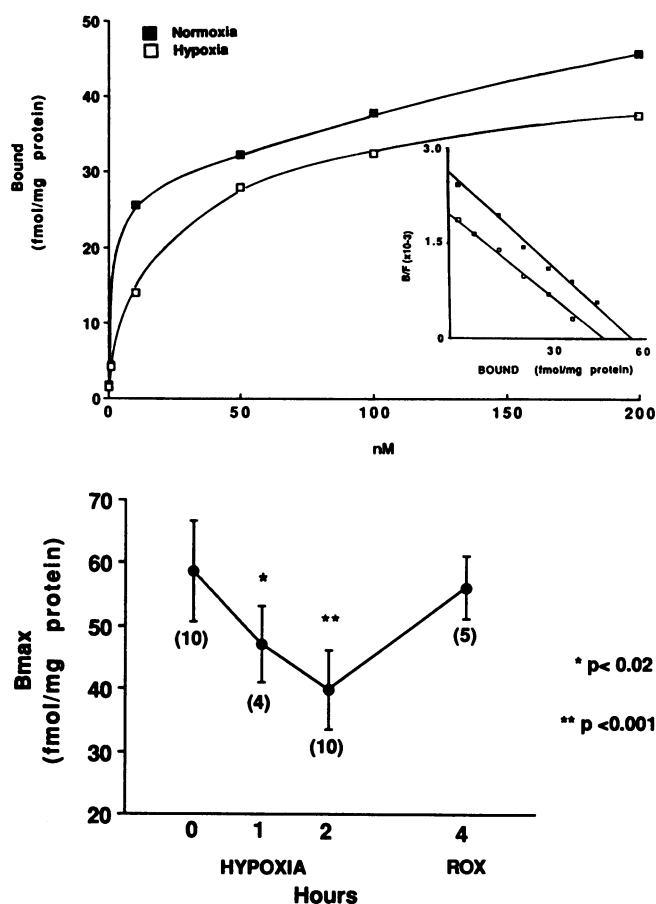 50
40
30
20
10
0
Bound
(fmol/mg protein)
Normoxia
Hypoxia
0
50
100
150
200
nM
3.0
1.5
0
B/F (x10-3)
30
60
BOUND (fmol/mg protein)
70
60
50
40
30
20
Bmax
(fmol/mg protein)
*
**
(10)
(4)
(10)
(5)
* p< 0.02
** p <0.001
0
1
2
4
HYPOXIA
ROX
Hours